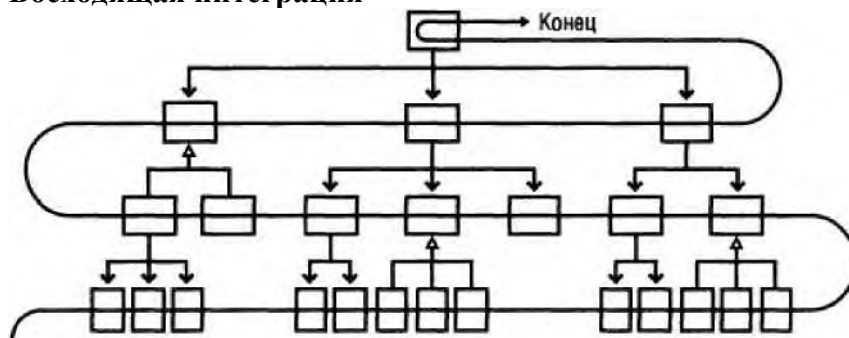 Восходящая интеграция
Конец